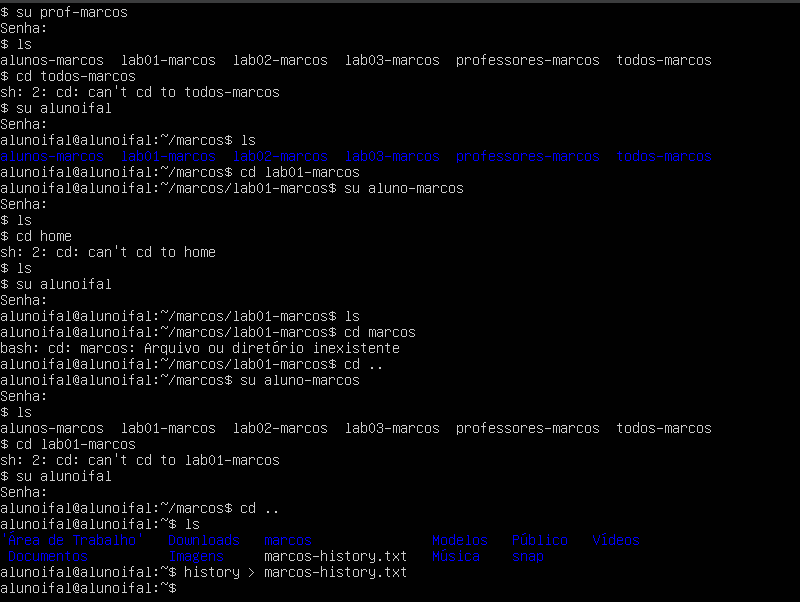 $ su prof-marcos
Senha:
$ ls
alunos-marcos  lab01-marcos  lab02-marcos  lab03-marcos  professores-marcos  todos-marcos
$ cd todos-marcos
sh: 2: cd: can't cd to todos-marcos
$ su alunoifal
Senha:
alunoifal@alunoifal:~/marcos$ ls
alunos-marcos  lab01-marcos  lab02-marcos  lab03-marcos  professores-marcos  todos-marcos
alunoifal@alunoifal:~/marcos$ cd lab01-marcos
alunoifal@alunoifal:~/marcos/lab01-marcos$ su aluno-marcos
Senha:
$ ls
$ cd home
sh: 2: cd: can't cd to home
$ ls
$ su alunoifal
Senha:
alunoifal@alunoifal:~/marcos/lab01-marcos$ ls
alunoifal@alunoifal:~/marcos/lab01-marcos$ cd marcos
bash: cd: marcos: Arquivo ou diretório inexistente
alunoifal@alunoifal:~/marcos/lab01-marcos$ cd ..
alunoifal@alunoifal:~/marcos$ su aluno-marcos
Senha:
$ ls
alunos-marcos  lab01-marcos  lab02-marcos  lab03-marcos  professores-marcos  todos-marcos
$ cd lab01-marcos
sh: 2: cd: can't cd to lab01-marcos
$ su alunoifal
Senha:
alunoifal@alunoifal:~/marcos$ cd ..
alunoifal@alunoifal:~$ ls
'Área de Trabalho'   Downloads   marcos               Modelos   Público   Vídeos
 Documentos          Imagens     marcos-history.txt   Música    snap
alunoifal@alunoifal:~$ history > marcos-history.txt
alunoifal@alunoifal:~$